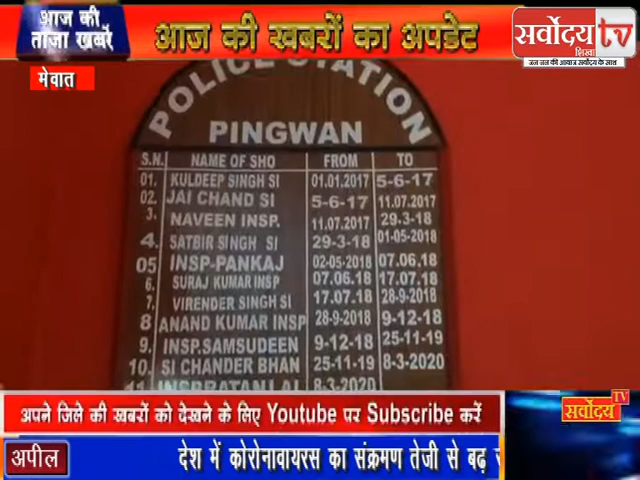 आज की
ताजा खबरें
आज की खबरों का अपडेट
सर्वोदय tv
शिखा
जन जन की आवाज सर्वोदय के साथ
मेवात
POLICE STATION
PINGWAN
S.N. NAME OF SHO FROM TO
01. KULDEEP SINGH SI 01.01.2017 5-6-17
02. JAI CHAND SI 5-6-17 11.07.2017
3. NAVEEN INSP. 11.07.2017 29-3-18
4. SATBIR SINGH SI 29-3-18 01-05-2018
05 INSP-PANKAJ 02-05-2018 07.06.18
6. SURAJ KUMAR INSP 07.06.18 17.07.18
7. VIRENDER SINGH SI 17.07.18 28-9-2018
8 ANAND KUMAR INSP 28-9-2018 9-12-18
9. INSP.SAMSUDEEN 9-12-18 25-11-19
10. SI CHANDER BHAN 25-11-19 8-3-2020
11. INSPRATAN LAL 8-3-2020
अपने जिले की खबरों को देखने के लिए Youtube पर Subscribe करें
सर्वोदय TV
अपील देश में कोरोनावायरस का संक्रमण तेजी से बढ़